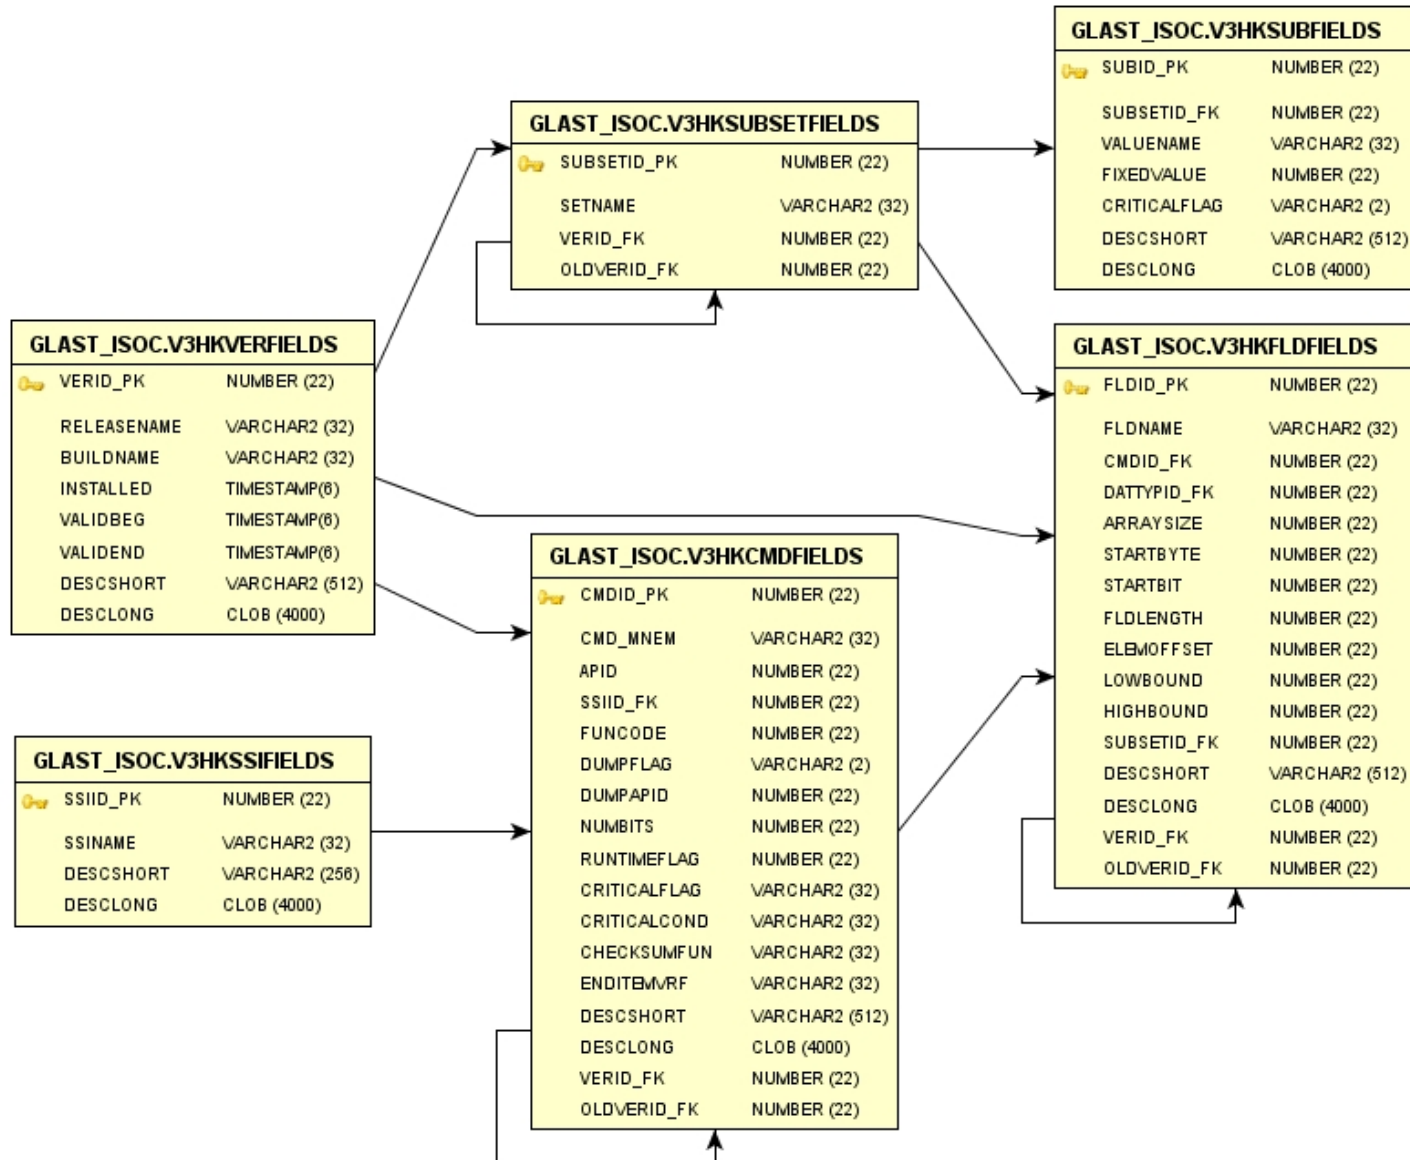 GLAST_ISOC.V3HKSUBFIELDS
SUBID_PK NUMBER (22)
SUBSETID_FK NUMBER (22)
VALUENAME VARCHAR2 (32)
FIXEDVALUE NUMBER (22)
CRITICALFLAG VARCHAR2 (2)
DESCSHORT VARCHAR2 (512)
DESCLONG CLOB (4000)
GLAST_ISOC.V3HKSUBSETFIELDS
SUBSETID_PK NUMBER (22)
SETNAME VARCHAR2 (32)
VERID_FK NUMBER (22)
OLDVERID_FK NUMBER (22)
GLAST_ISOC.V3HKVERFIELDS
VERID_PK NUMBER (22)
RELEASENAME VARCHAR2 (32)
BUILDNAME VARCHAR2 (32)
INSTALLED TIMESTAMP(6)
VALIDBEG TIMESTAMP(6)
VALIDEND TIMESTAMP(6)
DESCSHORT VARCHAR2 (512)
DESCLONG CLOB (4000)
GLAST_ISOC.V3HKFLDFIELDS
FLDID_PK NUMBER (22)
FLDNAME VARCHAR2 (32)
CMDID_FK NUMBER (22)
DATTYPID_FK NUMBER (22)
ARRAYSIZE NUMBER (22)
STARTBYTE NUMBER (22)
STARTBIT NUMBER (22)
FLDLENGTH NUMBER (22)
ELEMOFFSET NUMBER (22)
LOWBOUND NUMBER (22)
HIGHBOUND NUMBER (22)
SUBSETID_FK NUMBER (22)
DESCSHORT VARCHAR2 (512)
DESCLONG CLOB (4000)
VERID_FK NUMBER (22)
OLDVERID_FK NUMBER (22)
GLAST_ISOC.V3HKCMDFIELDS
CMDID_PK NUMBER (22)
CMD_MNEM VARCHAR2 (32)
APID NUMBER (22)
SSIID_FK NUMBER (22)
FUNCODE NUMBER (22)
DUMPFLAG VARCHAR2 (2)
DUMPAPID NUMBER (22)
NUMBITS NUMBER (22)
RUNTIMEFLAG NUMBER (22)
CRITICALFLAG VARCHAR2 (32)
CRITICALCOND VARCHAR2 (32)
CHECKSUMFUN VARCHAR2 (32)
ENDITEMVRF VARCHAR2 (32)
DESCSHORT VARCHAR2 (512)
DESCLONG CLOB (4000)
VERID_FK NUMBER (22)
OLDVERID_FK NUMBER (22)
GLAST_ISOC.V3HKSSIFIELDS
SSIID_PK NUMBER (22)
SSINAME VARCHAR2 (32)
DESCSHORT VARCHAR2 (256)
DESCLONG CLOB (4000)